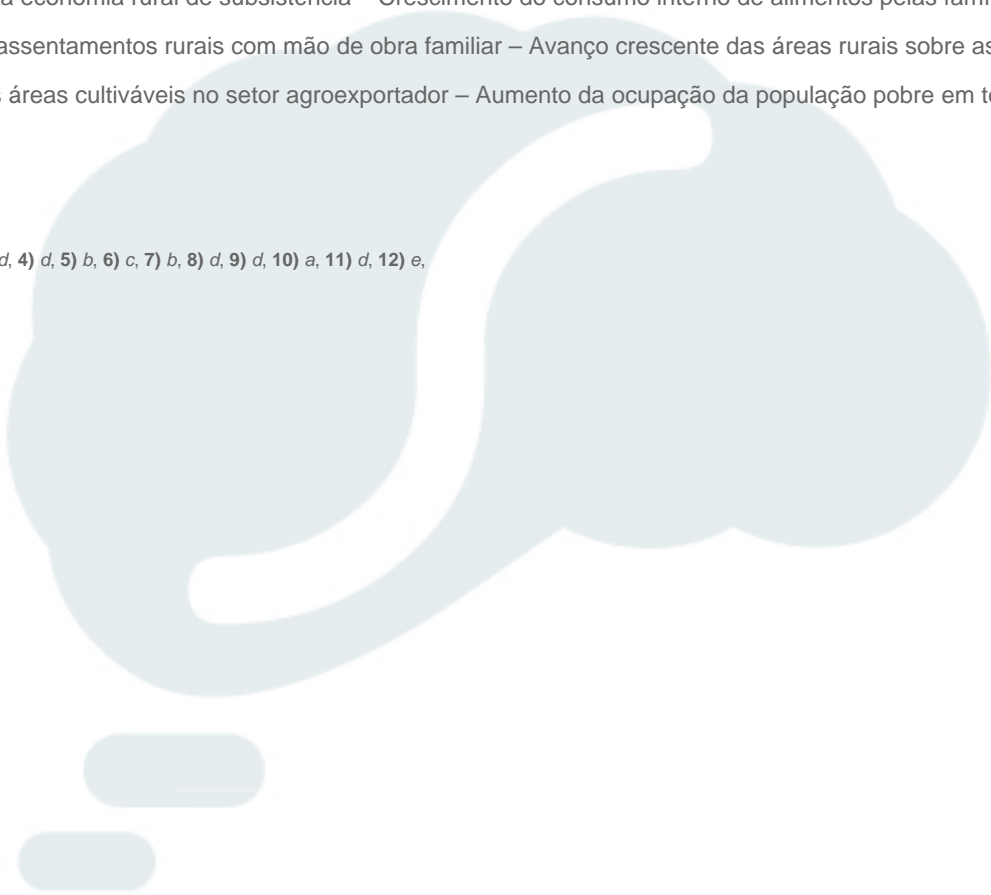 a economia rural de subsistência – Crescimento do consumo interno de alimentos pelas
assentamentos rurais com mão de obra familiar – Avanço crescente das áreas rurais sobre as
áreas cultiváveis no setor agroexportador – Aumento da ocupação da população pobre em
d, 4) d, 5) b, 6) c, 7) b, 8) d, 9) d, 10) a, 11) d, 12) e,